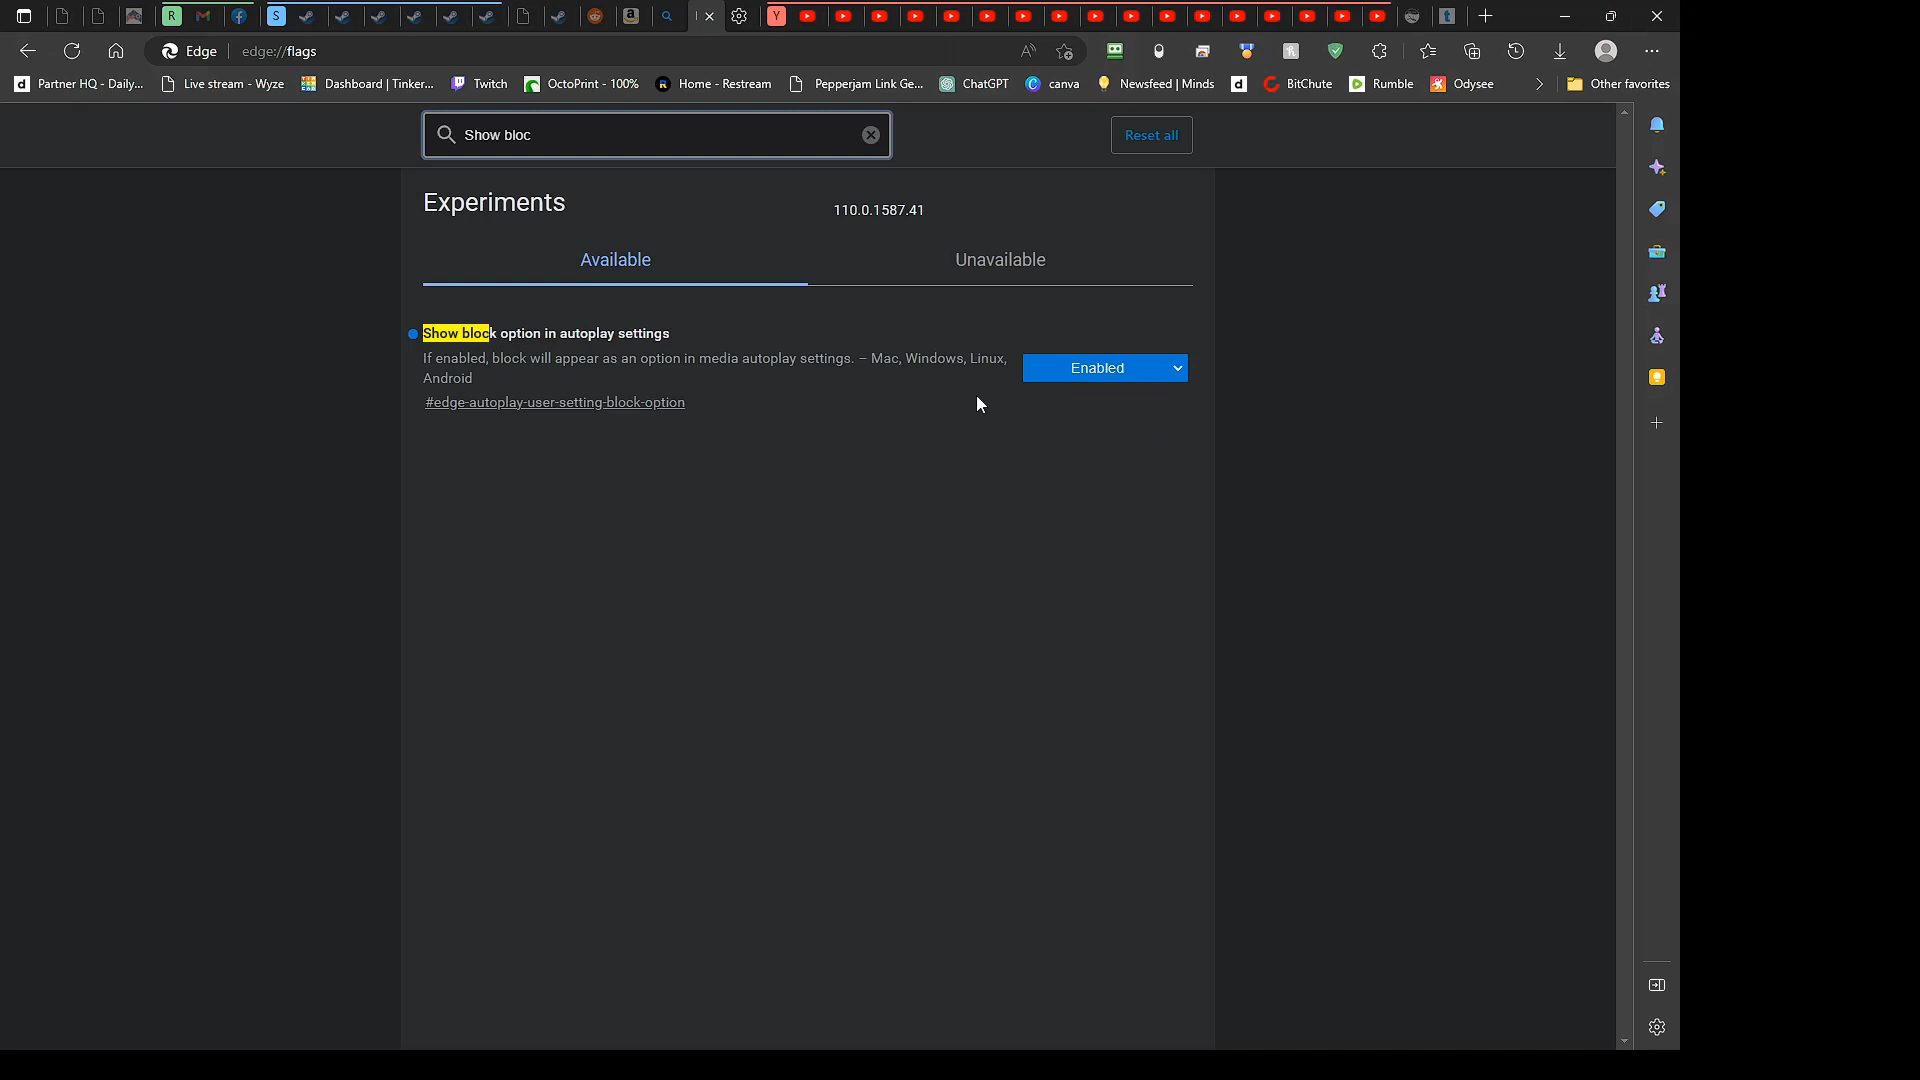 R
S
Y
t
Edge
edge://flags
Partner HQ - Daily...
Live stream - Wyze
Dashboard | Tinker...
Twitch
OctoPrint - 100%
Home - Restream
Pepperjam Link Ge...
ChatGPT
canva
Newsfeed | Minds
BitChute
Rumble
Odysee
Other favorites
Show bloc
Reset all
Experiments
110.0.1587.41
Available
Unavailable
Show block option in autoplay settings
If enabled, block will appear as an option in media autoplay settings. – Mac, Windows, Linux,
Android
Enabled
#edge-autoplay-user-setting-block-option